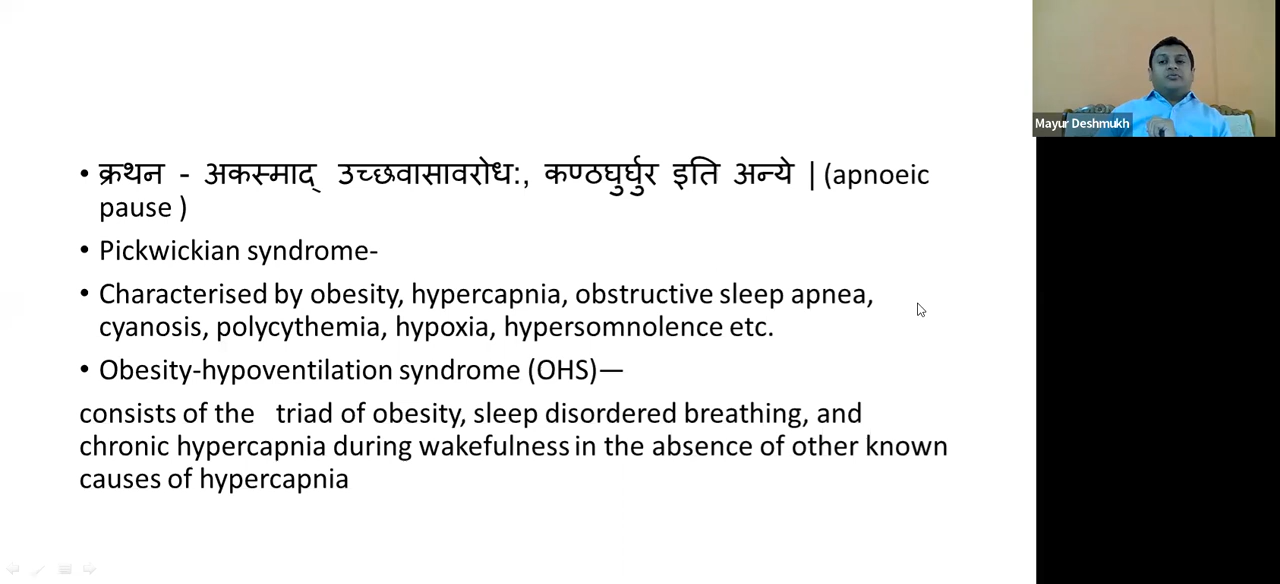 • क्रथन - अकस्माद् उच्छवासावरोध:, कण्ठघुर्घुर इति अन्ये | (apnoeic
pause )
• Pickwickian syndrome-
• Characterised by obesity, hypercapnia, obstructive sleep apnea,
cyanosis, polycythemia, hypoxia, hypersomnolence etc.
• Obesity-hypoventilation syndrome (OHS)—
consists of the triad of obesity, sleep disordered breathing, and
chronic hypercapnia during wakefulness in the absence of other known
causes of hypercapnia
Mayur Deshmukh